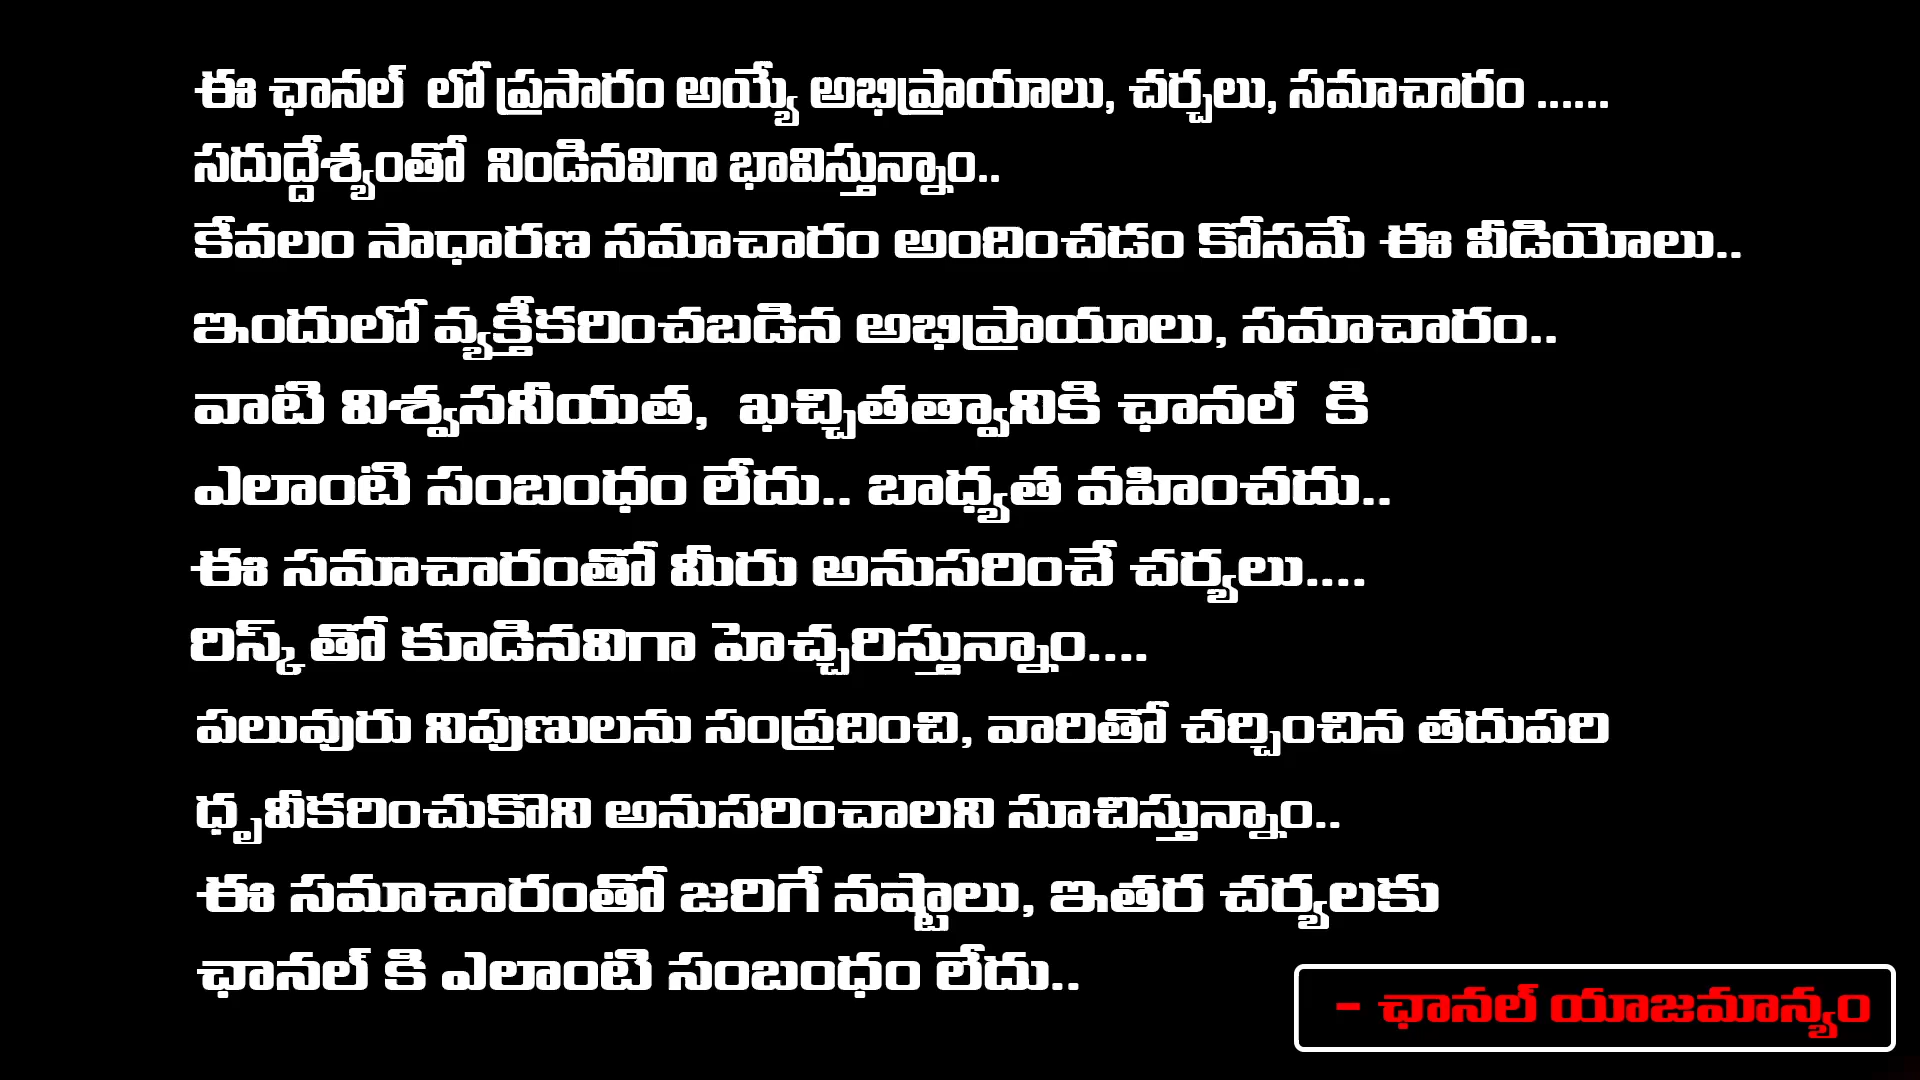 ఈ ఛానల్ లో ప్రసారం అయ్యే అభిప్రాయాలు, చర్చలు, సమాచారం ......
సదుద్దేశ్యంతో నిండినవిగా భావిస్తున్నాం..
కేవలం సాధారణ సమాచారం అందించడం కోసమే ఈ వీడియోలు..
ఇందులో వ్యక్తీకరించబడిన అభిప్రాయాలు, సమాచారం..
వాటి విశ్వసనీయత, ఖచ్చితత్వానికి ఛానల్ కి
ఎలాంటి సంబంధం లేదు.. బాధ్యత వహించదు..
ఈ సమాచారంతో మీరు అనుసరించే చర్యలు....
రిస్క్ తో కూడినవిగా హెచ్చరిస్తున్నాం....
పలువురు నిపుణులను సంప్రదించి, వారితో చర్చించిన తదుపరి
ధృవీకరించుకొని అనుసరించాలని సూచిస్తున్నాం..
ఈ సమాచారంతో జరిగే నష్టాలు, ఇతర చర్యలకు
ఛానల్ కి ఎలాంటి సంబంధం లేదు..
- ఛానల్ యాజమాన్యం